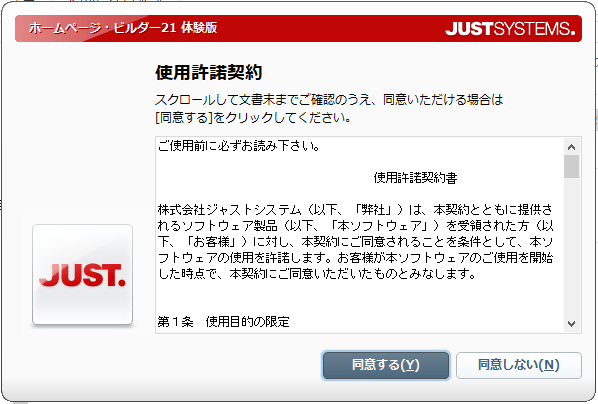 ホームページ・ビルダー21 体験版
JUSTSYSTEMS.
使用許諾契約
スクロールして文書末までご確認のうえ、同意いただける場合は
[同意する]をクリックしてください。
ご使用前に必ずお読み下さい。
使用許諾契約書
株式会社ジャストシステム（以下、「弊社」）は、本契約とともに提供さ
れるソフトウェア製品（以下、「本ソフトウェア」）を受領された方（以
下、「お客様」）に対し、本契約にご同意されることを条件として、本ソ
フトウェアの使用を許諾します。お客様が本ソフトウェアのご使用を開始
した時点で、本契約にご同意いただいたものとみなします。
第１条　使用目的の限定
JUST.
同意する(Y)
同意しない(N)